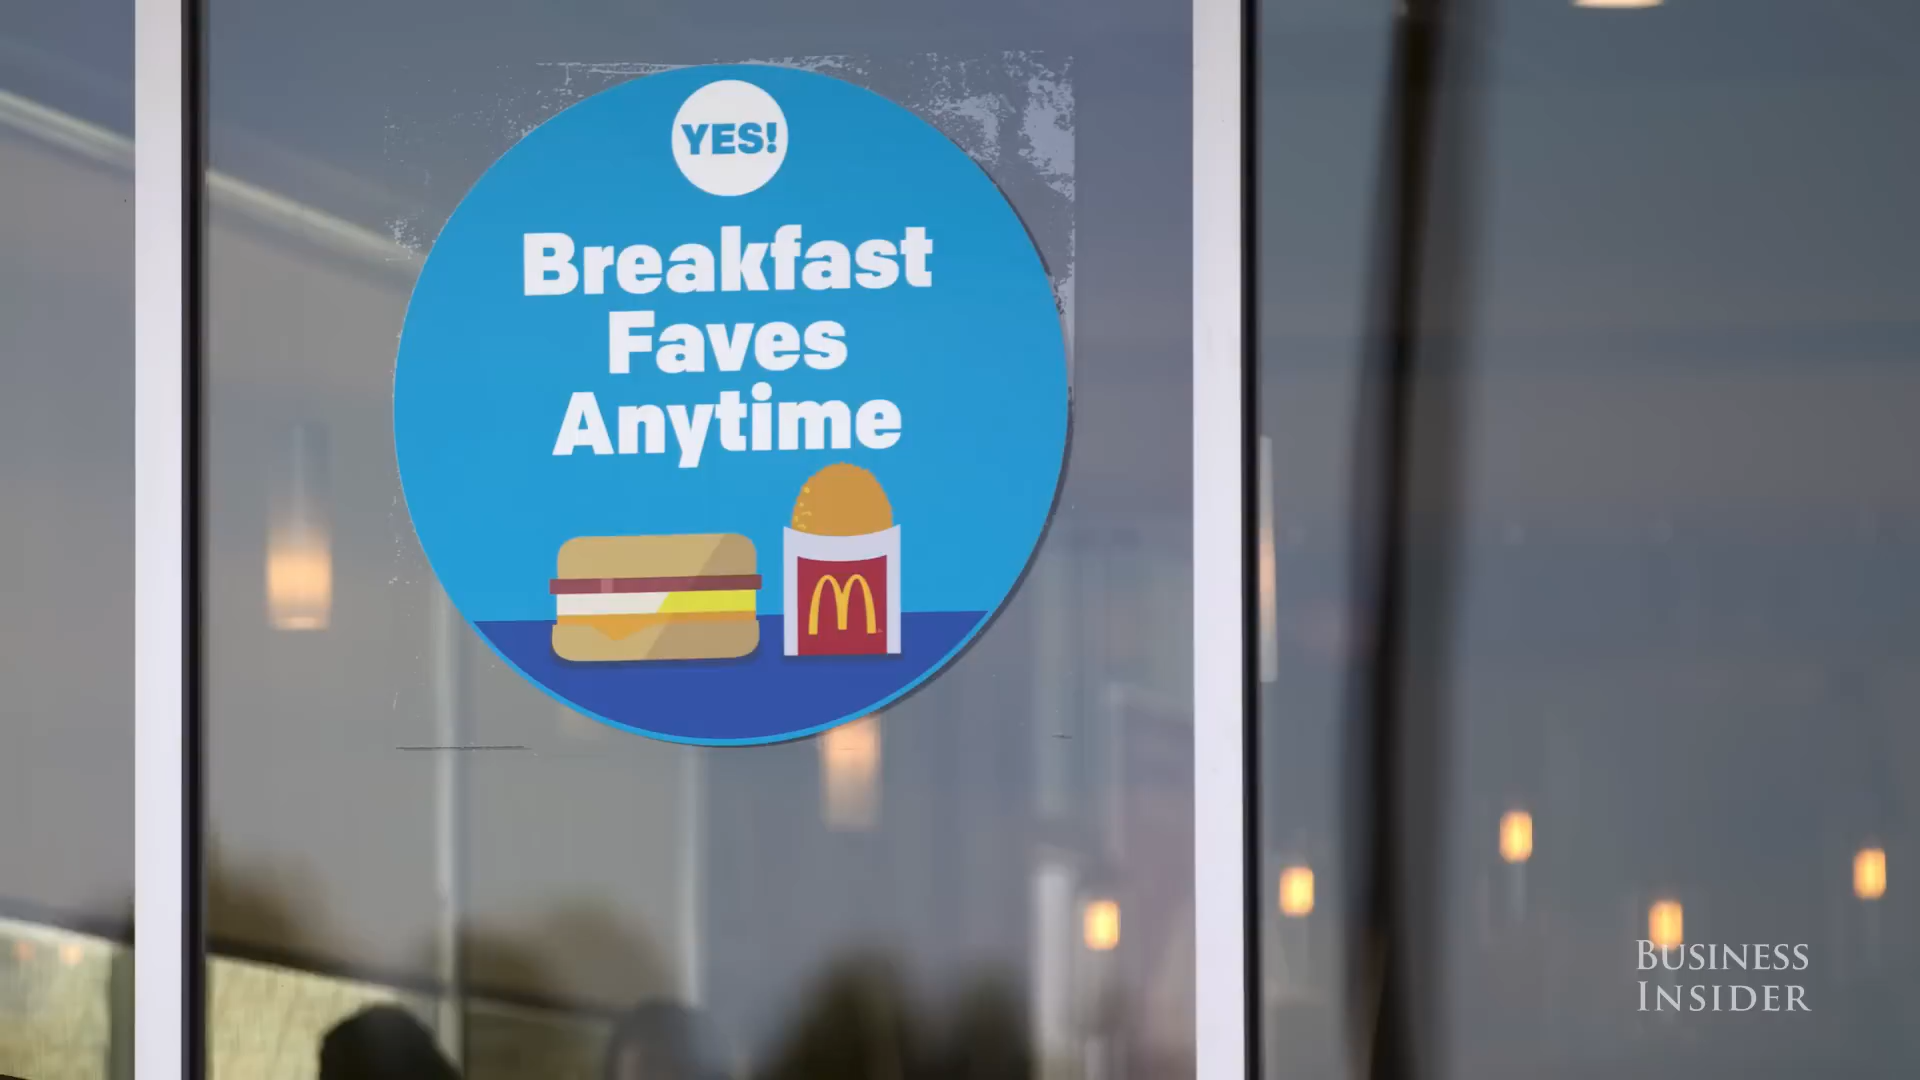 YES!
Breakfast
Faves
Anytime
M
BUSINESS
INSIDER